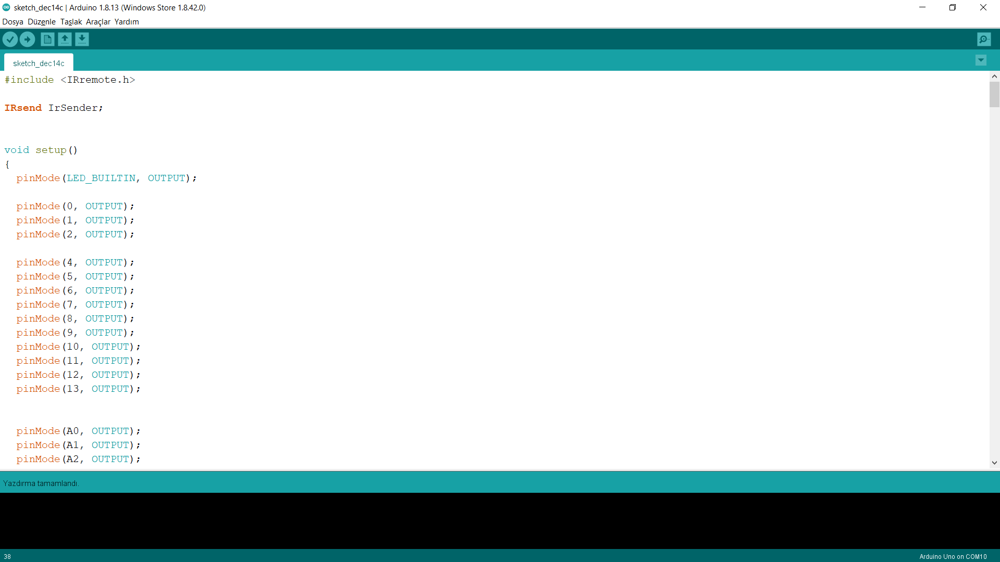 sketch_dec14c | Arduino 1.8.13 (Windows Store 1.8.42.0)
Dosya Düzenle Taşlak Araçlar Yardım
sketch_dec14c
#include <IRremote.h>
IRsend IrSender;
void setup()
{
pinMode(LED_BUILTIN, OUTPUT);
pinMode(0, OUTPUT);
pinMode(1, OUTPUT);
pinMode(2, OUTPUT);
pinMode(4, OUTPUT);
pinMode(5, OUTPUT);
pinMode(6, OUTPUT);
pinMode(7, OUTPUT);
pinMode(8, OUTPUT);
pinMode(9, OUTPUT);
pinMode(10, OUTPUT);
pinMode(11, OUTPUT);
pinMode(12, OUTPUT);
pinMode(13, OUTPUT);
pinMode(A0, OUTPUT);
pinMode(A1, OUTPUT);
pinMode(A2, OUTPUT);
Yazdırma tamamlandı.
38
Arduino Uno on COM10